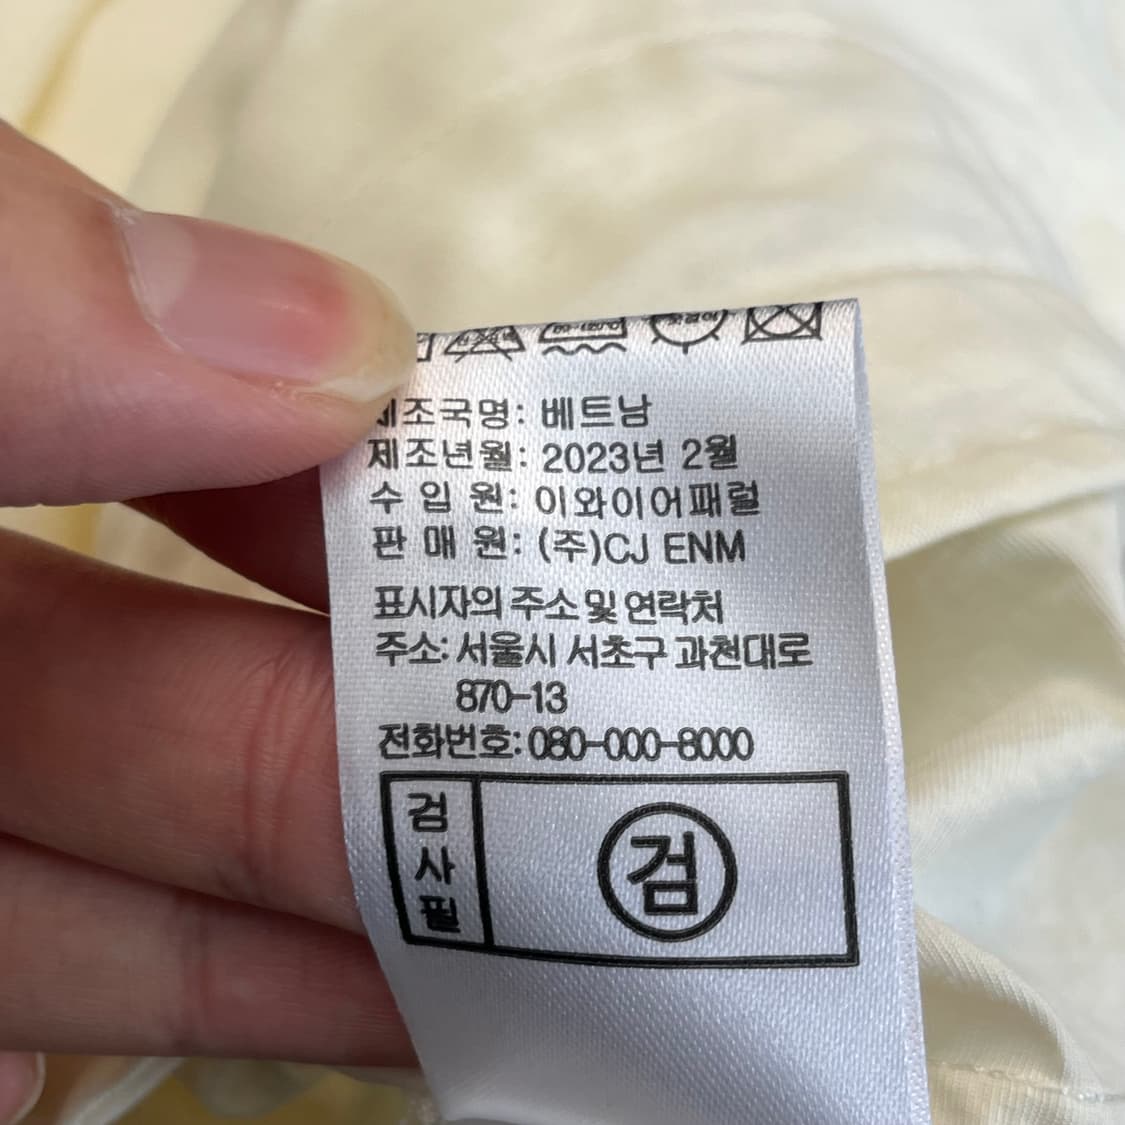 제조국명: 베트남
제조년월: 2023년 2월
수 입 원: 이와이어패럴
판 매 원: (주)CJ ENM
표시자의 주소 및 연락처
주소: 서울시 서초구 과천대로
870-13
전화번호: 080-000-8000
검사필
검